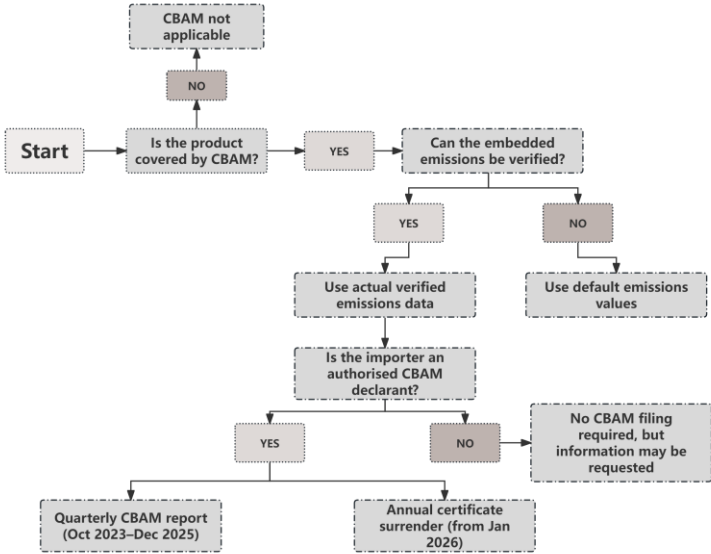 CBAM not
applicable
NO
Start
Is the product
covered by CBAM?
YES
Can the embedded
emissions be verified?
YES
NO
Use actual verified
emissions data
Use default emissions
values
Is the importer an
authorised CBAM
declarant?
YES
NO
No CBAM filing
required, but
information may be
requested
Quarterly CBAM report
(Oct 2023–Dec 2025)
Annual certificate
surrender (from Jan
2026)